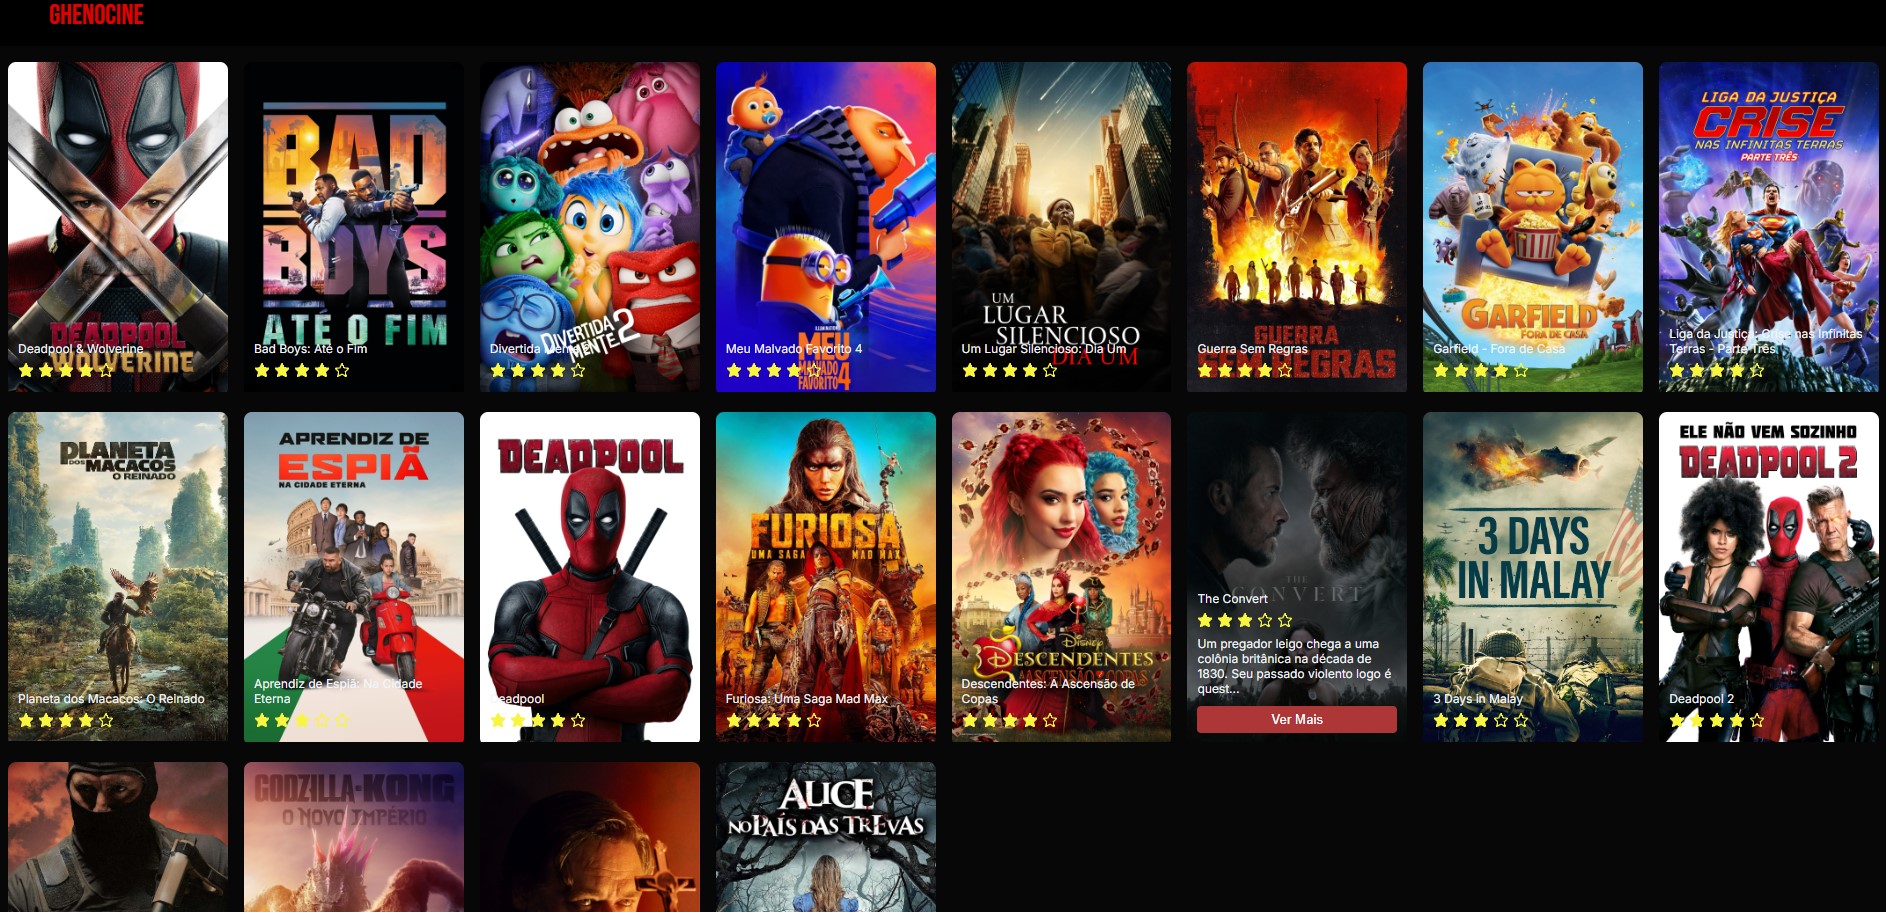 GHENOCINE
DEADPOOL
WOLVERINE
Deadpool & Wolverine
BAD
BOYS
ATÉ O FIM
Bad Boys: Até o Fim
DIVERTIDA
MENTE 2
Divertida Mente 2
ILLUMINATION
MEU
MALVADO
FAVORITO 4
Meu Malvado Favorito 4
UM
LUGAR
SILENCIOSO
DIA UM
Um Lugar Silencioso: Dia Um
GUERRA
SEM REGRAS
Guerra Sem Regras
GARFIELD
FORA DE CASA
Garfield - Fora de Casa
LIGA DA JUSTIÇA
CRISE
NAS INFINITAS TERRAS
PARTE TRÊS
Liga da Justiça: Crise nas Infinitas
Terras - Parte Três
PLANETA
DOS MACACOS
O REINADO
Planeta dos Macacos: O Reinado
APRENDIZ DE
ESPIÃ
NA CIDADE ETERNA
Aprendiz de Espiã: Na Cidade
Eterna
DEADPOOL
Deadpool
FURIOSA
UMA SAGA MAD MAX
Furiosa: Uma Saga Mad Max
Disney
DESCENDENTES
A ASCENSÃO DE COPAS
Descendentes: A Ascensão de
Copas
THE
CONVERT
The Convert
Um pregador leigo chega a uma
colônia britânica na década de
1830. Seu passado violento logo é
quest...
Ver Mais
3 DAYS
IN MALAY
3 Days in Malay
ELE NÃO VEM SOZINHO
DEADPOOL 2
Deadpool 2
GODZILLA KONG
O NOVO IMPÉRIO
ALICE
NO PAÍS DAS TREVAS